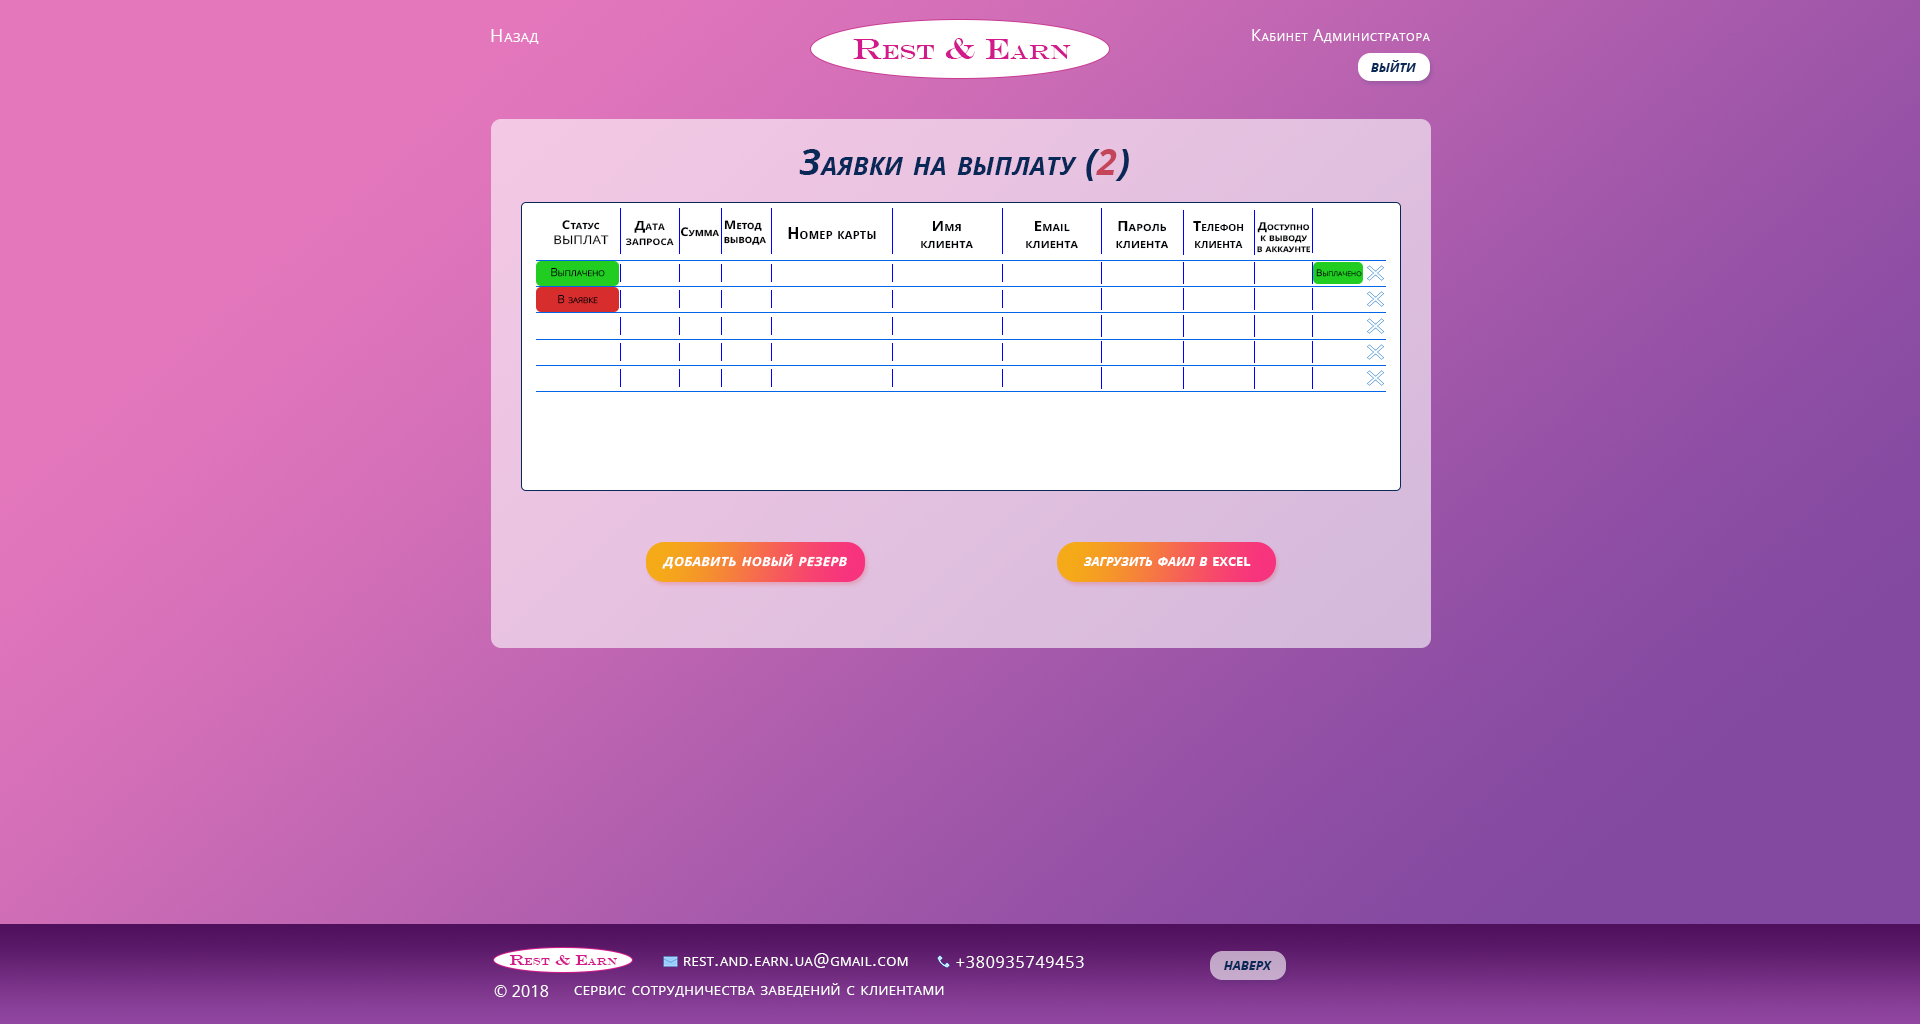 Назад
Rest & Earn
Кабинет Администратора
выйти
Заявки на выплату (2)
Статус выплат
Дата запроса
Сумма
Метод вывода
Номер карты
Имя клиента
Email клиента
Пароль клиента
Телефон клиента
Доступно к выводу в аккаунте
Выплачено
Выплачено
В заявке
добавить новый резерв
загрузить фаил в excel
Rest & Earn
rest.and.earn.ua@gmail.com
+380935749453
наверх
© 2018
сервис сотрудничества заведений с клиентами